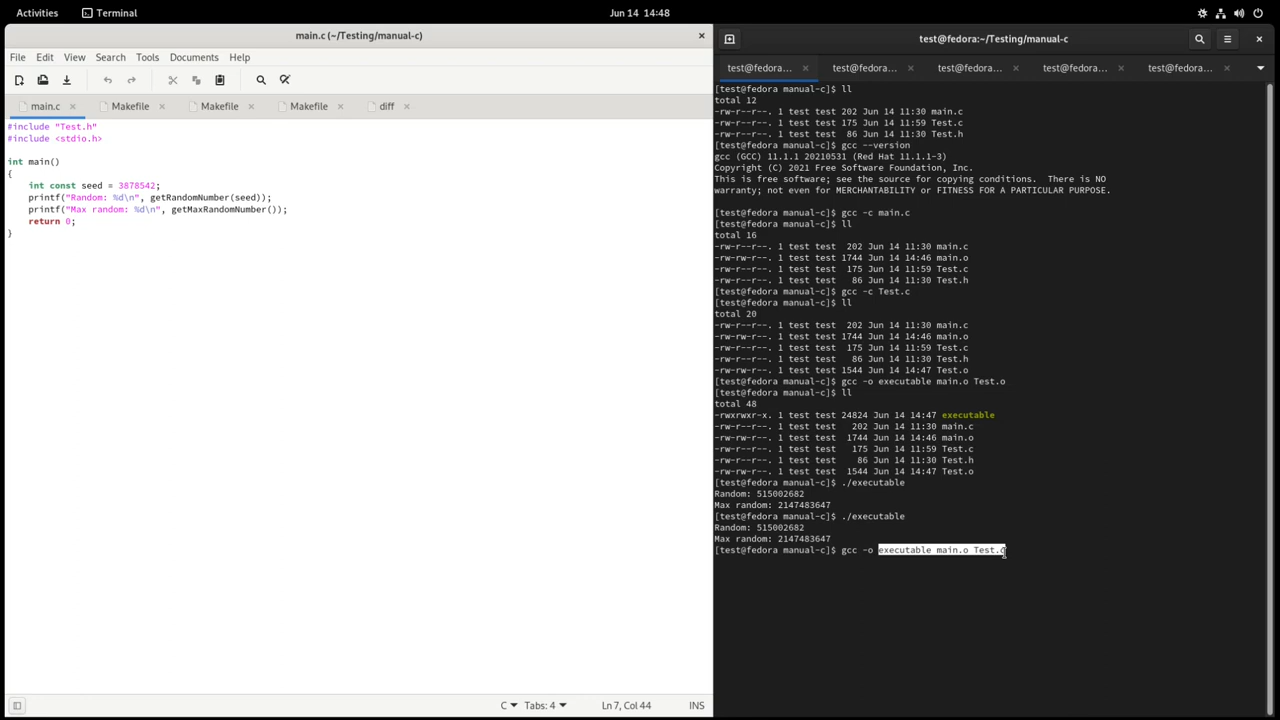 Activities Terminal Jun 14 14:48
main.c (~/Testing/manual-c)
File Edit View Search Tools Documents Help
main.c Makefile Makefile Makefile diff
#include "Test.h"
#include <stdio.h>
int main()
{
int const seed = 3878542;
printf("Random: %d\n", getRandomNumber(seed));
printf("Max random: %d\n", getMaxRandomNumber());
return 0;
}
C Tabs: 4 Ln 7, Col 44 INS
test@fedora:~/Testing/manual-c
test@fedora... test@fedora... test@fedora... test@fedora... test@fedora...
[test@fedora manual-c]$ ll
total 12
-rw-r--r--. 1 test test 202 Jun 14 11:30 main.c
-rw-r--r--. 1 test test 175 Jun 14 11:59 Test.c
-rw-r--r--. 1 test test 86 Jun 14 11:30 Test.h
[test@fedora manual-c]$ gcc --version
gcc (GCC) 11.1.1 20210531 (Red Hat 11.1.1-3)
Copyright (C) 2021 Free Software Foundation, Inc.
This is free software; see the source for copying conditions. There is NO
warranty; not even for MERCHANTABILITY or FITNESS FOR A PARTICULAR PURPOSE.
[test@fedora manual-c]$ gcc -c main.c
[test@fedora manual-c]$ ll
total 16
-rw-r--r--. 1 test test 202 Jun 14 11:30 main.c
-rw-rw-r--. 1 test test 1744 Jun 14 14:46 main.o
-rw-r--r--. 1 test test 175 Jun 14 11:59 Test.c
-rw-r--r--. 1 test test 86 Jun 14 11:30 Test.h
[test@fedora manual-c]$ gcc -c Test.c
[test@fedora manual-c]$ ll
total 20
-rw-r--r--. 1 test test 202 Jun 14 11:30 main.c
-rw-rw-r--. 1 test test 1744 Jun 14 14:46 main.o
-rw-r--r--. 1 test test 175 Jun 14 11:59 Test.c
-rw-r--r--. 1 test test 86 Jun 14 11:30 Test.h
-rw-rw-r--. 1 test test 1544 Jun 14 14:47 Test.o
[test@fedora manual-c]$ gcc -o executable main.o Test.o
[test@fedora manual-c]$ ll
total 48
-rwxrwxr-x. 1 test test 24824 Jun 14 14:47 executable
-rw-r--r--. 1 test test 202 Jun 14 11:30 main.c
-rw-rw-r--. 1 test test 1744 Jun 14 14:46 main.o
-rw-r--r--. 1 test test 175 Jun 14 11:59 Test.c
-rw-r--r--. 1 test test 86 Jun 14 11:30 Test.h
-rw-rw-r--. 1 test test 1544 Jun 14 14:47 Test.o
[test@fedora manual-c]$ ./executable
Random: 515002682
Max random: 2147483647
[test@fedora manual-c]$ ./executable
Random: 515002682
Max random: 2147483647
[test@fedora manual-c]$ gcc -o executable main.o Test.o